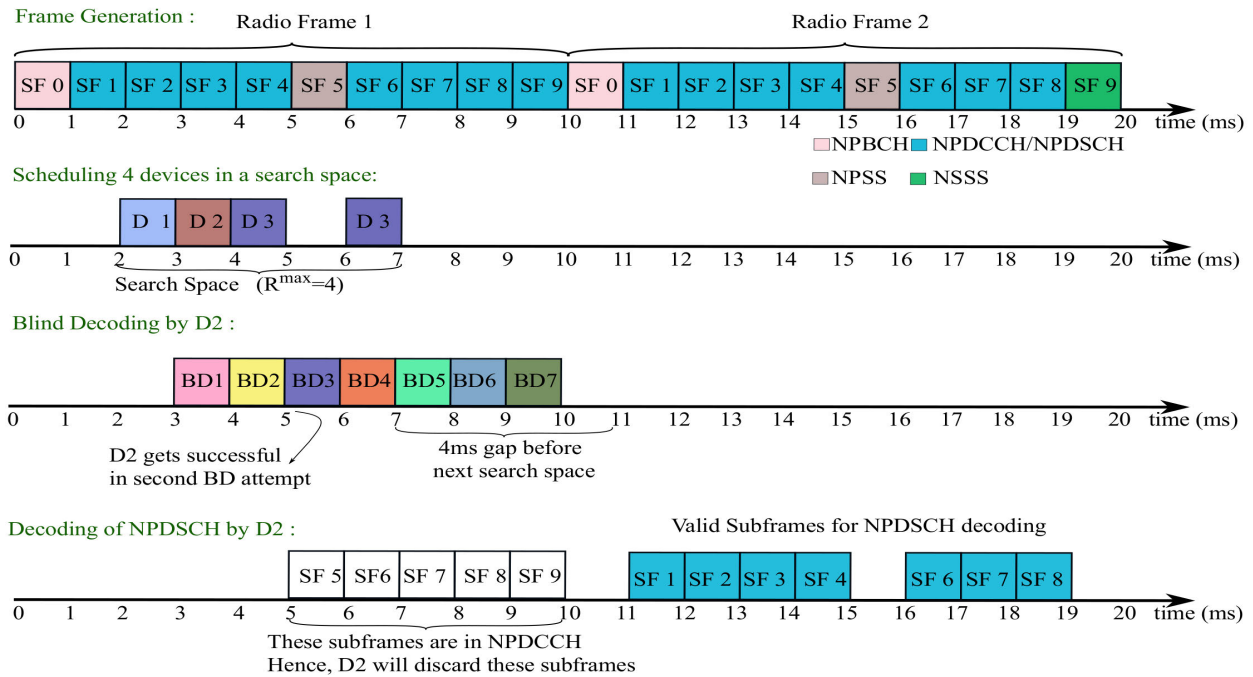 Frame Generation :
Radio Frame 1
Radio Frame 2
SF 0 SF 1 SF 2 SF 3 SF 4 SF 5 SF 6 SF 7 SF 8 SF 9 SF 0 SF 1 SF 2 SF 3 SF 4 SF 5 SF 6 SF 7 SF 8 SF 9
0 1 2 3 4 5 6 7 8 9 10 11 12 13 14 15 16 17 18 19 20 time (ms)
NPBCH NPDCCH/NPDSCH
NPSS NSSS
Scheduling 4 devices in a search space:
D 1 D 2 D 3 D 3
0 1 2 3 4 5 6 7 8 9 10 11 12 13 14 15 16 17 18 19 20 time (ms)
Search Space (R^max=4)
Blind Decoding by D2 :
BD1 BD2 BD3 BD4 BD5 BD6 BD7
0 1 2 3 4 5 6 7 8 9 10 11 12 13 14 15 16 17 18 19 20 time (ms)
D2 gets successful
in second BD attempt
4ms gap before
next search space
Decoding of NPDSCH by D2 :
Valid Subframes for NPDSCH decoding
SF 5 SF6 SF 7 SF 8 SF 9 SF 1 SF 2 SF 3 SF 4 SF 6 SF 7 SF 8
0 1 2 3 4 5 6 7 8 9 10 11 12 13 14 15 16 17 18 19 20 time (ms)
These subframes are in NPDCCH
Hence, D2 will discard these subframes